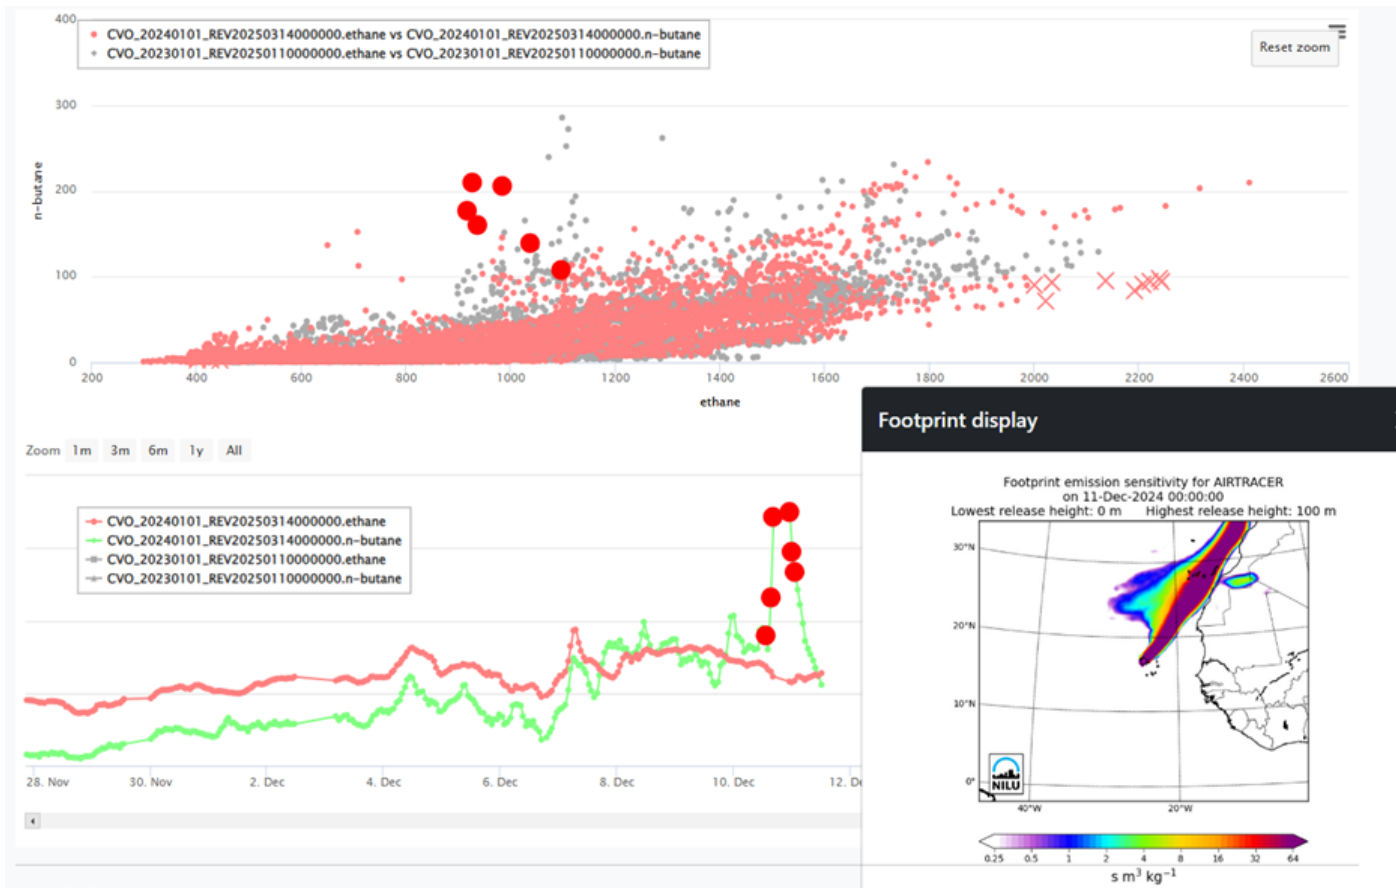 400
CVO_20240101_REV20250314000000.ethane vs CVO_20240101_REV20250314000000.n-butane
CVO_20230101_REV20250110000000.ethane vs CVO_20230101_REV20250110000000.n-butane
Reset zoom
300
n-butane
200
100
0
200 400 600 800 1000 1200 1400 1600 1800 2000 2200 2400 2600
ethane
Zoom 1m 3m 6m 1y All
CVO_20240101_REV20250314000000.ethane
CVO_20240101_REV20250314000000.n-butane
CVO_20230101_REV20250110000000.ethane
CVO_20230101_REV20250110000000.n-butane
28. Nov 30. Nov 2. Dec 4. Dec 6. Dec 8. Dec 10. Dec 12. De
Footprint display
Footprint emission sensitivity for AIRTRACER
on 11-Dec-2024 00:00:00
Lowest release height: 0 m Highest release height: 100 m
30°N
20°N
10°N
0°
NILU
40°W 20°W
0.25 0.5 1 2 4 8 16 32 64
s m³ kg⁻¹